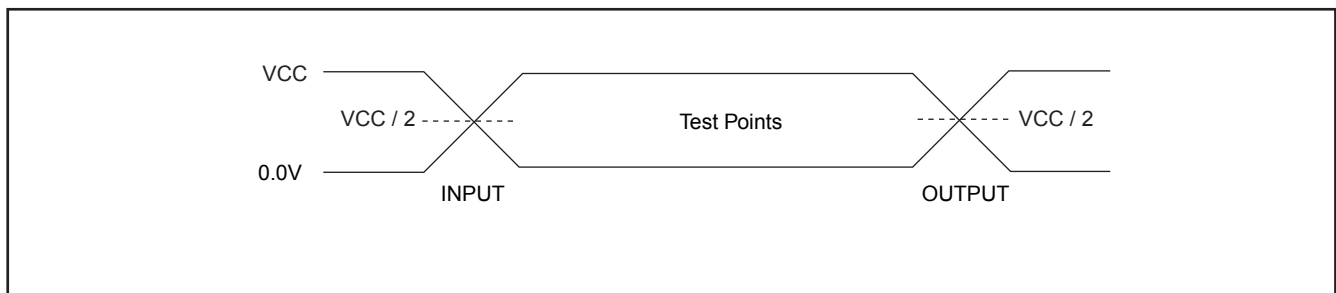 VCC
VCC / 2
Test Points
VCC / 2
0.0V
INPUT
OUTPUT